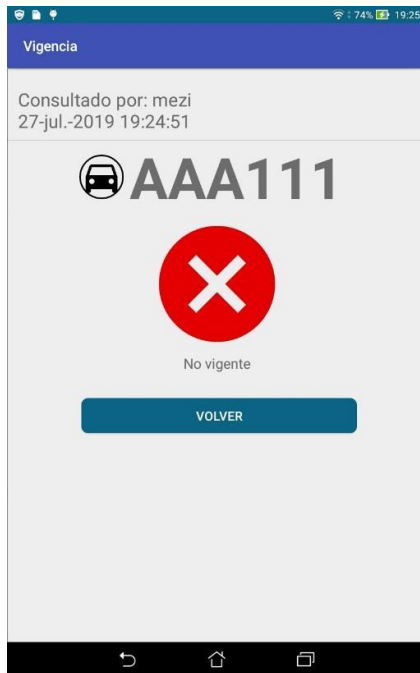 74% 19:25
Vigencia
Consultado por: mezi
27-jul.-2019 19:24:51
AAA111
No vigente
VOLVER